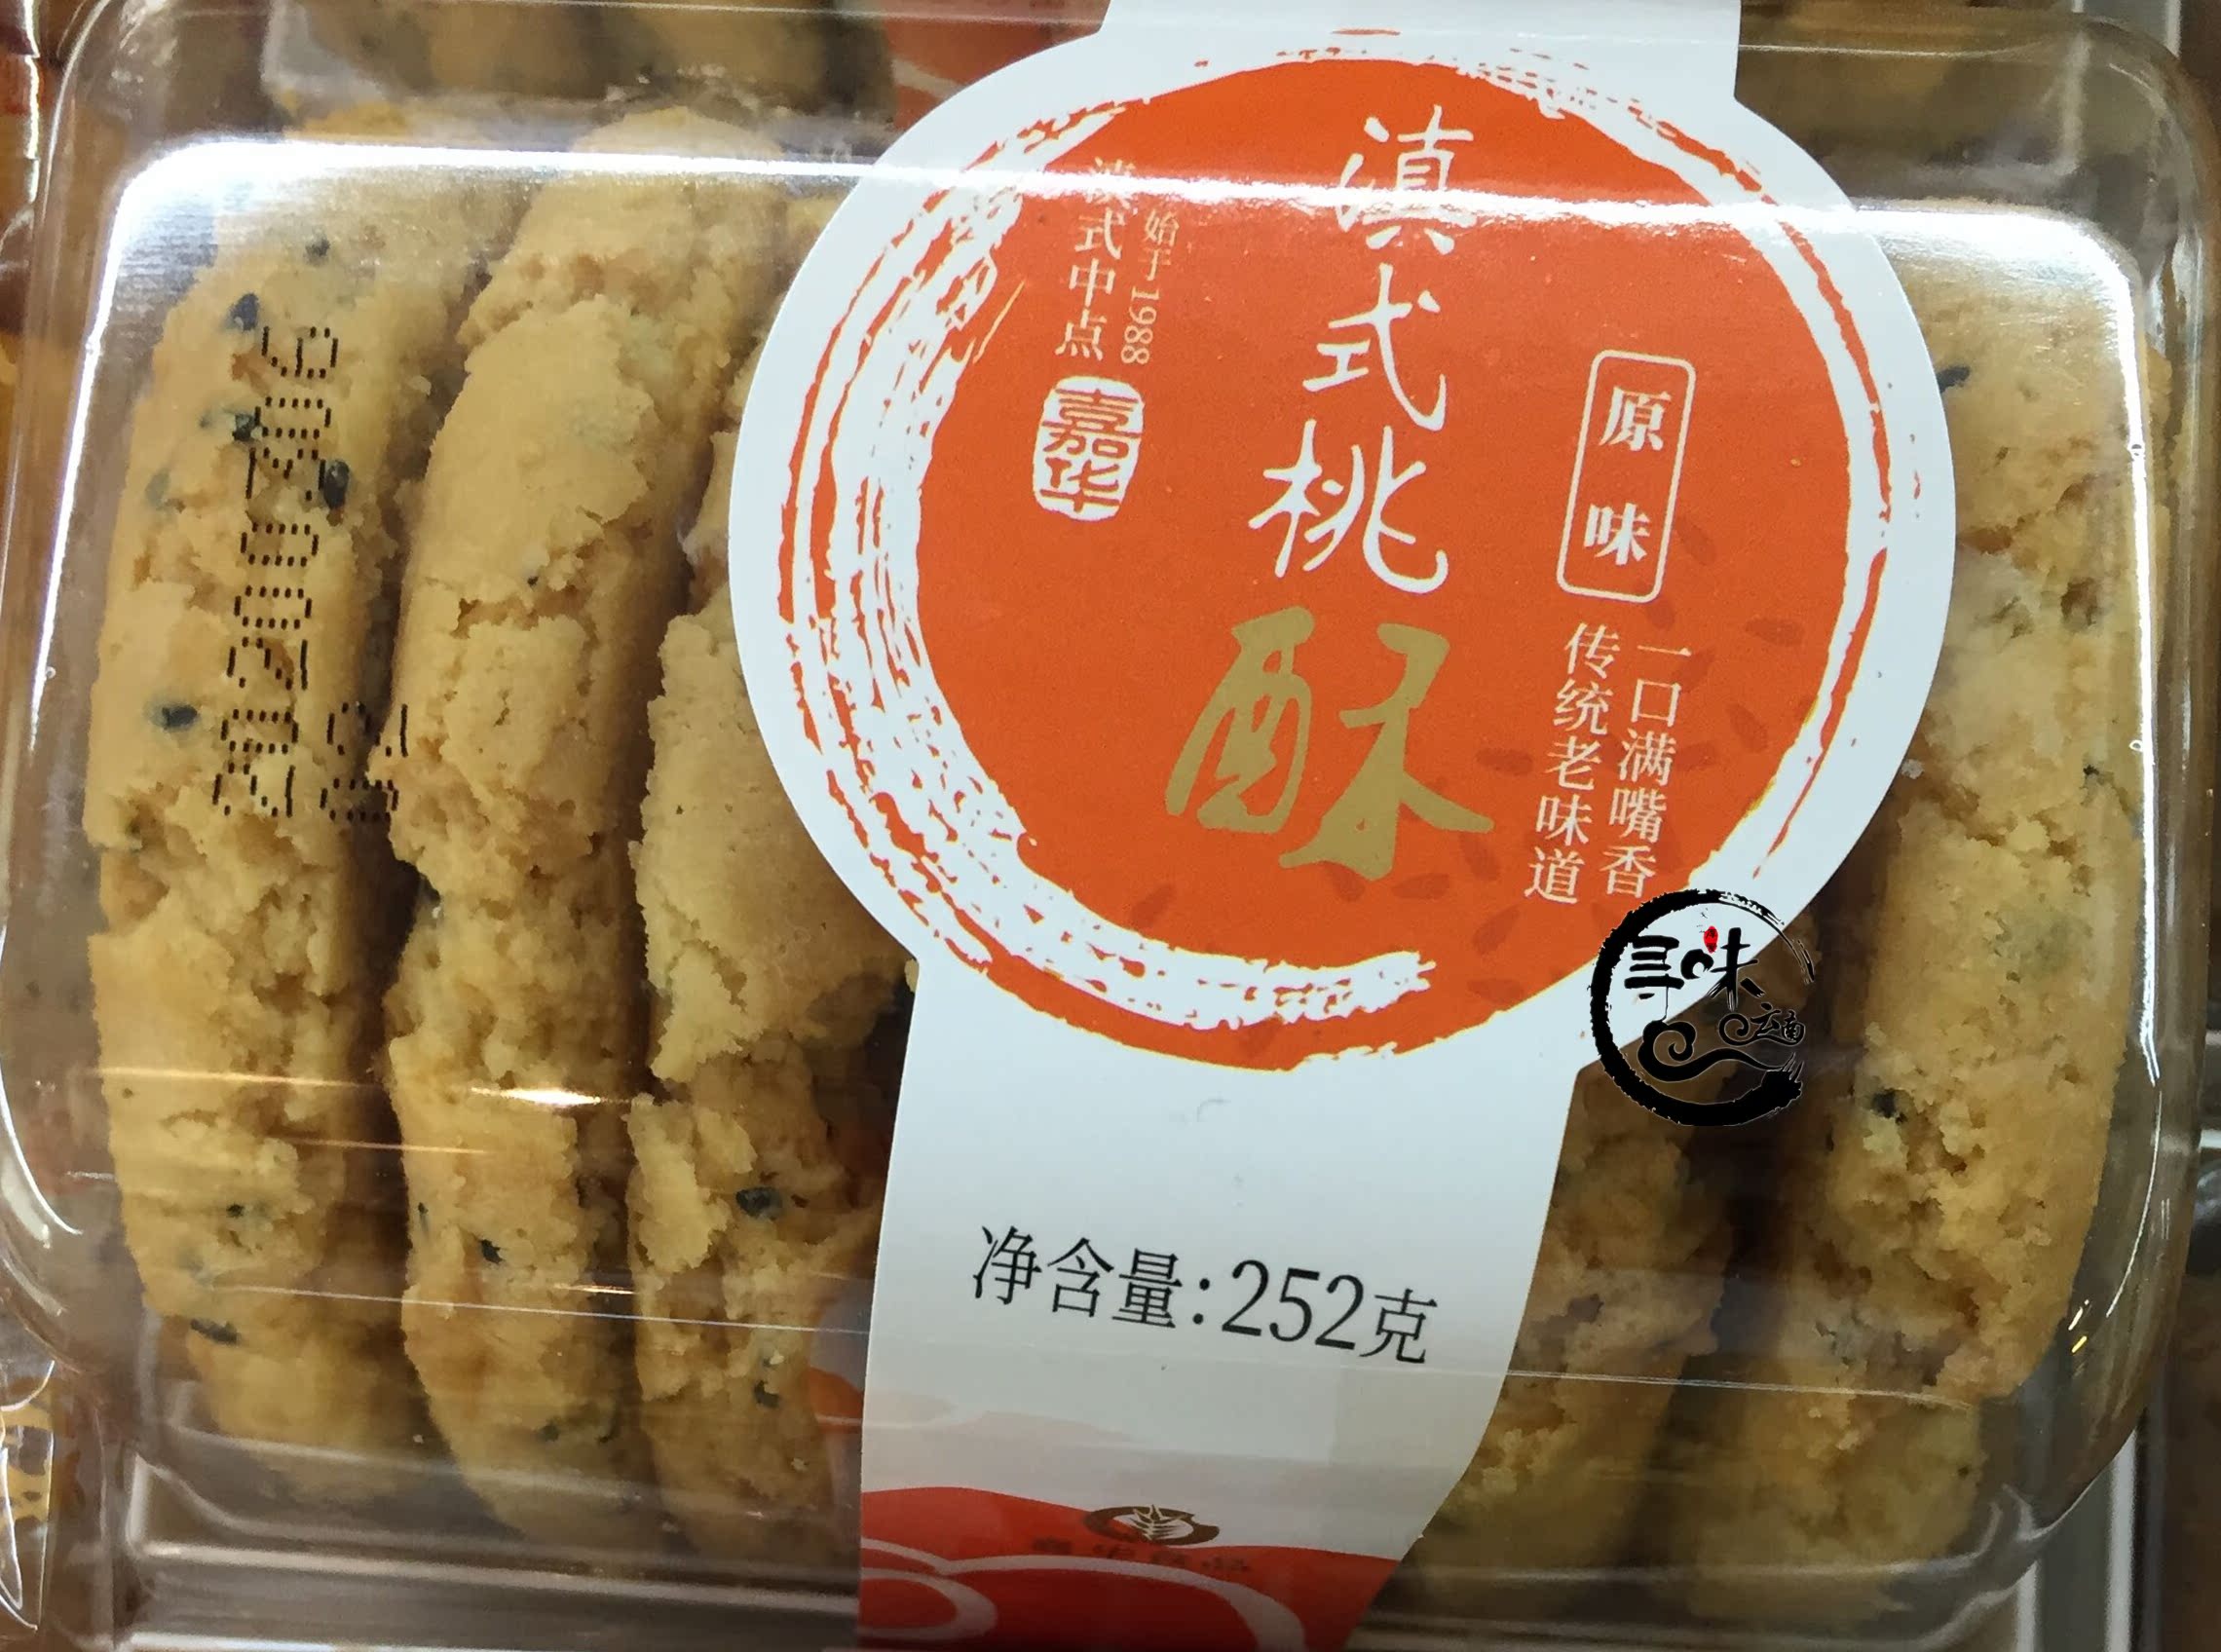 滇式桃酥
原味
一口满嘴香
传统老味道
始于1988
滇式中点
嘉华
寻味
云南
净含量:252克